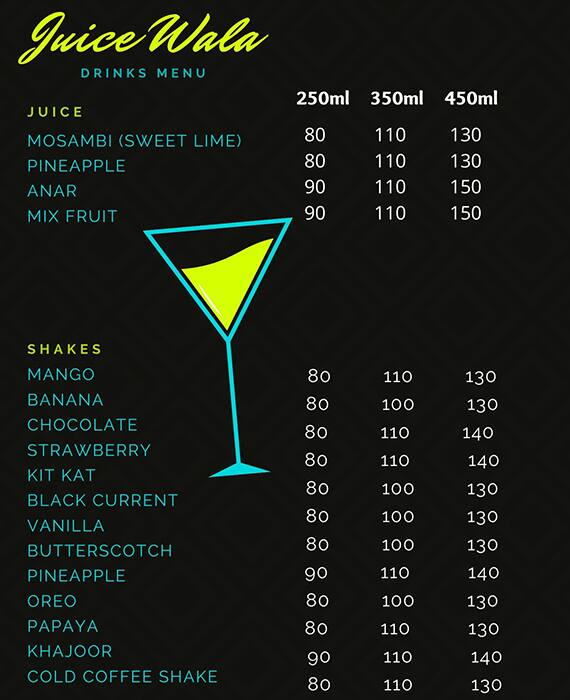 Juice Wala
DRINKS MENU
250ml 350ml 450ml
JUICE
MOSAMBI (SWEET LIME) 80 110 130
PINEAPPLE 80 110 130
ANAR 90 110 150
MIX FRUIT 90 110 150
SHAKES
MANGO
BANANA
CHOCOLATE
STRAWBERRY
KIT KAT
BLACK CURRENT
VANILLA
BUTTERSCOTCH
PINEAPPLE
OREO
PAPAYA
KHAJOOR
COLD COFFEE SHAKE
80 110 130
80 100 130
80 110 140
80 110 140
80 100 130
80 100 130
80 100 130
90 110 140
80 100 130
80 110 130
90 110 140
80 110 130